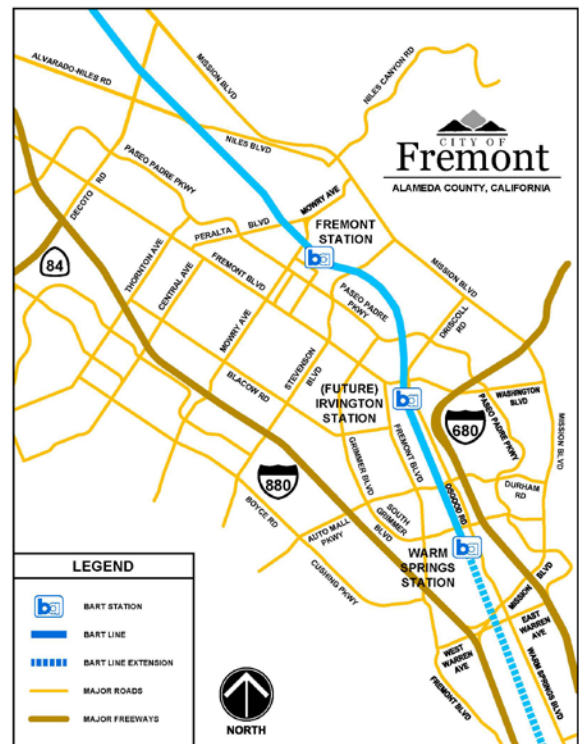 ALVARADO-NILES RD
MISSION BLVD
NILES CANYON RD
NILES BLVD
CITY OF
Fremont
ALAMEDA COUNTY, CALIFORNIA
PASEO PADRE PKWY
DECOTO RD
MOWRY AVE
PERALTA BLVD
FREMONT
STATION
84
THORNTON AVE
CENTRAL AVE
FREMONT BLVD
MISSION BLVD
PASEO
PADRE
PKWY
DRISCOLL
RD
MOWRY AVE
STEVENSON
BLVD
BLACOW RD
(FUTURE)
IRVINGTON
STATION
WASHINGTON
BLVD
680
PASEO PADRE PKWY
MISSION BLVD
FREMONT BLVD
GRIMMER BLVD
880
BOYCE RD
OSGOOD RD
DURHAM
RD
SOUTH
GRIMMER
BLVD
AUTO MALL
PKWY
WARM
SPRINGS
STATION
CUSHING PKWY
MISSION BLVD
EAST
WARREN
AVE
WEST
WARREN
AVE
WARM SPRINGS BLVD
FREMONT BLVD
LEGEND
BART STATION
BART LINE
BART LINE EXTENSION
MAJOR ROADS
MAJOR FREEWAYS
NORTH